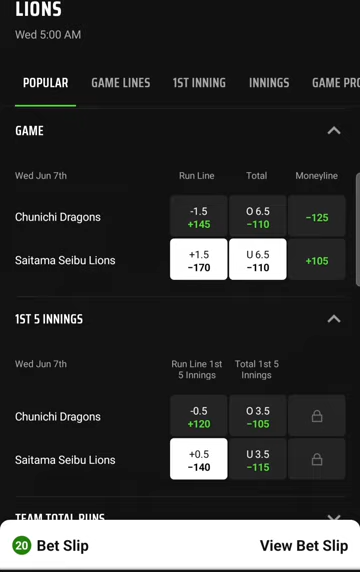 LIONS
Wed 5:00 AM
POPULAR GAME LINES 1ST INNING INNINGS GAME PRO
GAME
Wed Jun 7th Run Line Total Moneyline
Chunichi Dragons -1.5 O 6.5 −125
+145 −110
Saitama Seibu Lions +1.5 U 6.5 +105
−170 −110
1ST 5 INNINGS
Wed Jun 7th Run Line 1st Total 1st 5
5 Innings Innings
Chunichi Dragons -0.5 O 3.5
+120 −105
Saitama Seibu Lions +0.5 U 3.5
−140 −115
TEAM TOTAL RUNS
20 Bet Slip View Bet Slip